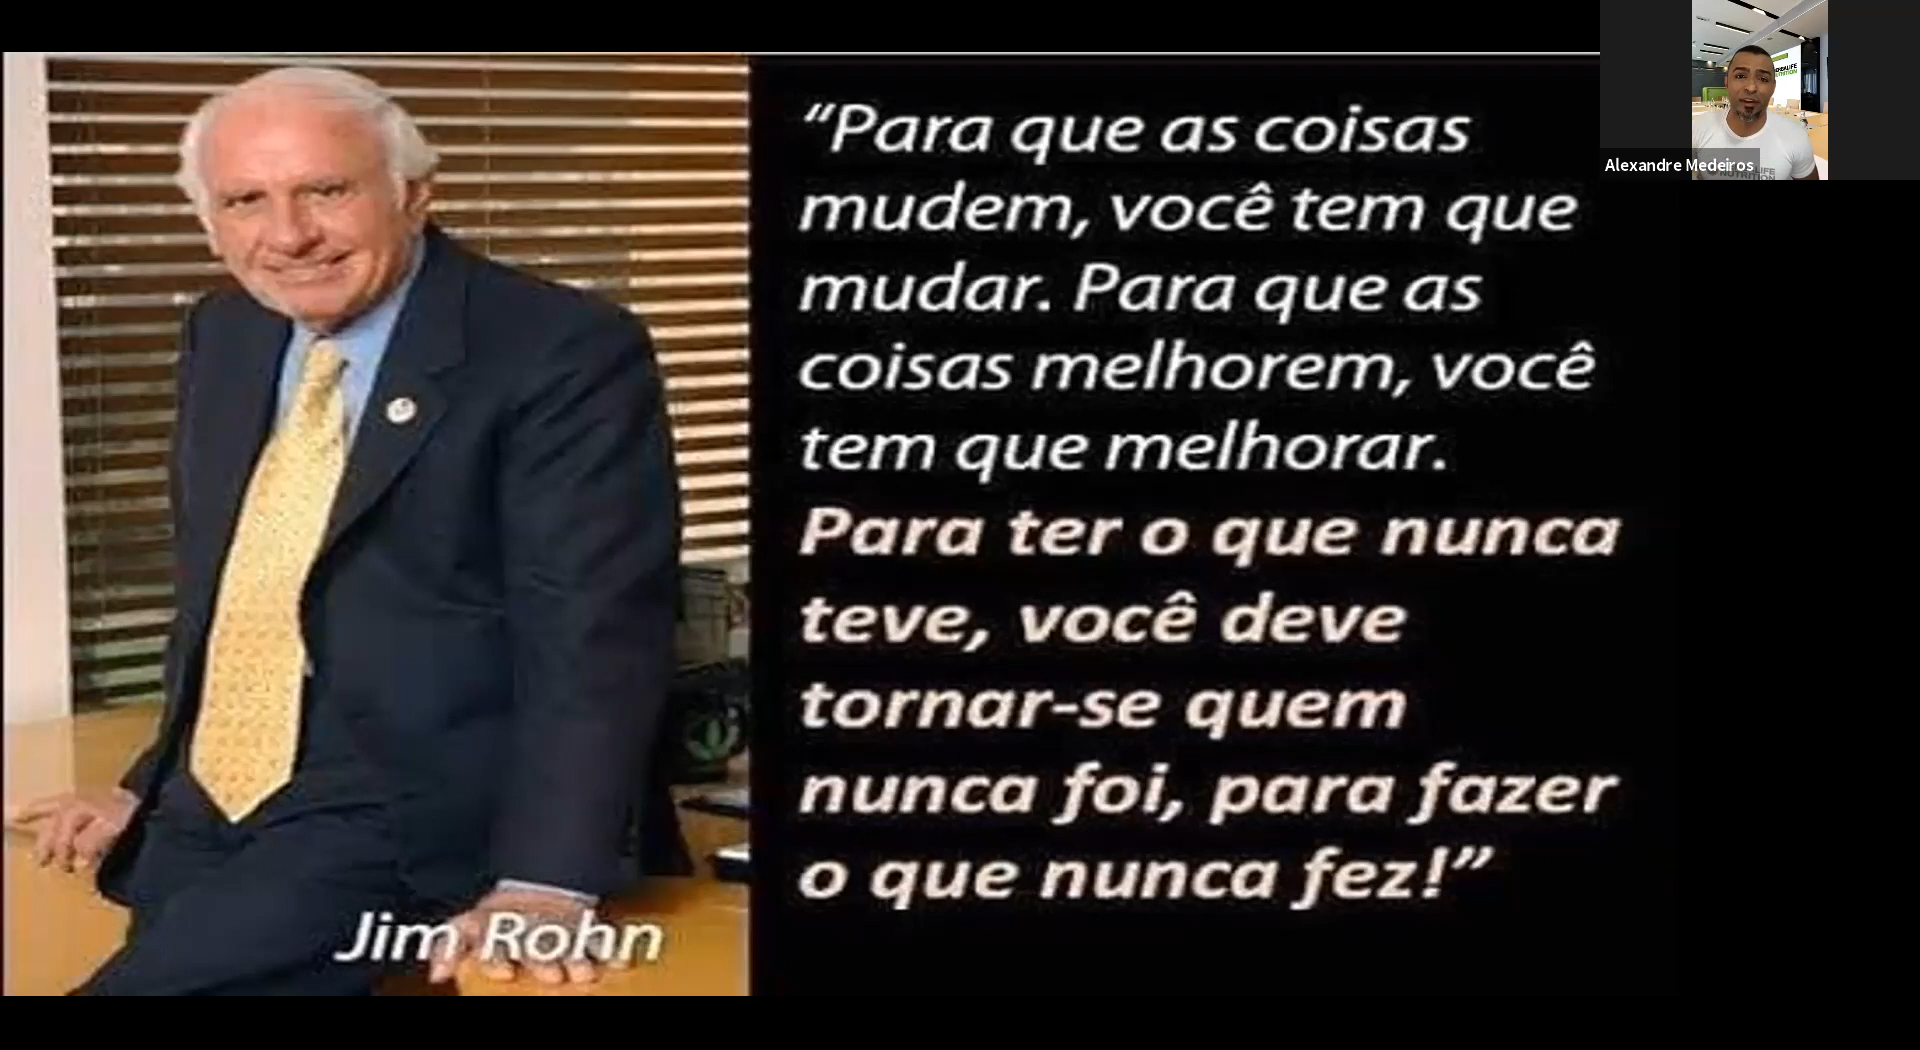 “Para que as coisas
mudem, você tem que
mudar. Para que as
coisas melhorem, você
tem que melhorar.
Para ter o que nunca
teve, você deve
tornar-se quem
nunca foi, para fazer
o que nunca fez!”
Jim Rohn
Alexandre Medeiros